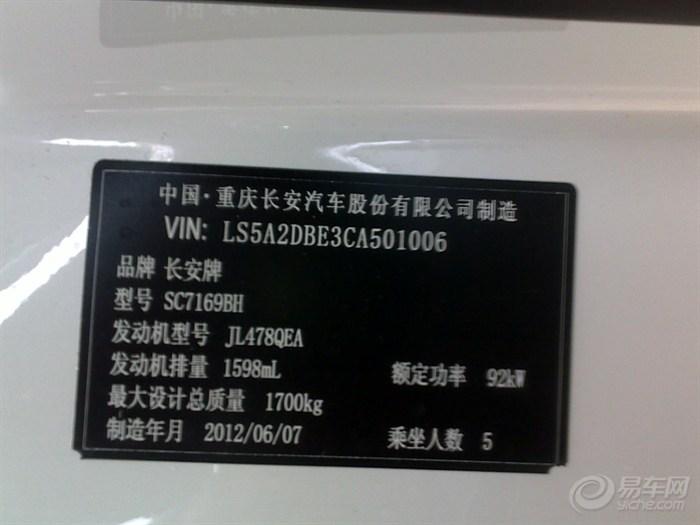 中国·重庆长安汽车股份有限公司制造
VIN: LS5A2DBE3CA501006
品牌 长安牌
型号 SC7169BH
发动机型号 JL478QEA
发动机排量 1598mL 额定功率 92kW
最大设计总质量 1700kg
制造年月 2012/06/07 乘坐人数 5
易车网